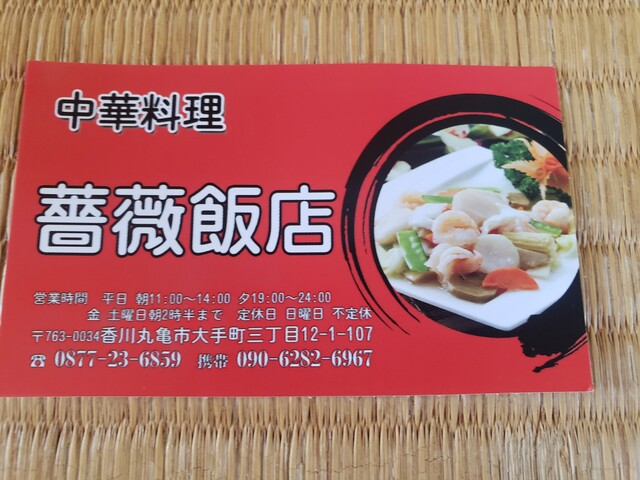 中華料理
薔薇飯店
営業時間 平日 朝11:00～14:00 夕19:00～24:00
金 土曜日朝2時半まで 定休日 日曜日 不定休
〒763-0034香川丸亀市大手町三丁目12-1-107
☎ 0877-23-6859 携帯 090-6282-6967